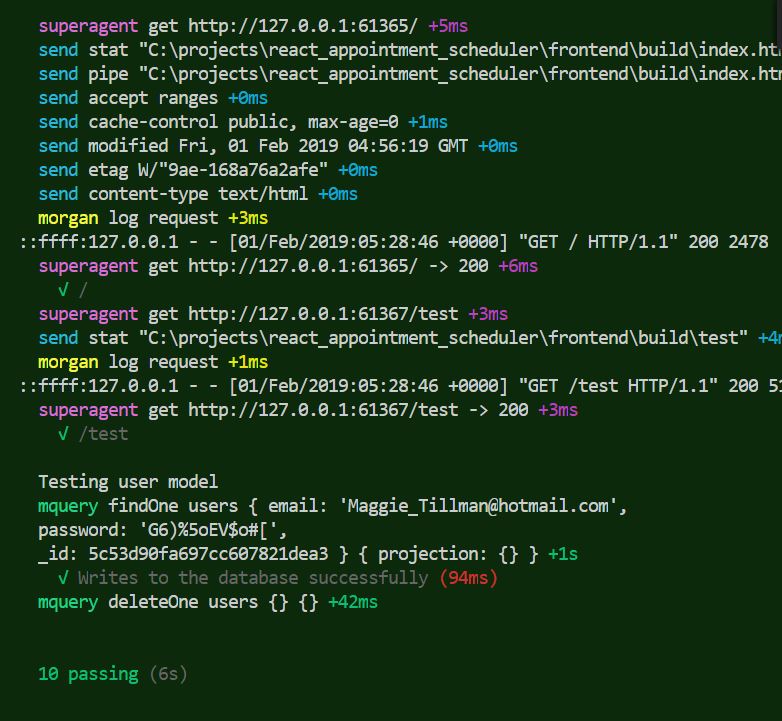 superagent get http://127.0.0.1:61365/ +5ms
send stat "C:\projects\react_appointment_scheduler\frontend\build\index.ht
send pipe "C:\projects\react_appointment_scheduler\frontend\build\index.ht
send accept ranges +0ms
send cache-control public, max-age=0 +1ms
send modified Fri, 01 Feb 2019 04:56:19 GMT +0ms
send etag W/"9ae-168a76a2afe" +0ms
send content-type text/html +0ms
morgan log request +3ms
::ffff:127.0.0.1 - - [01/Feb/2019:05:28:46 +0000] "GET / HTTP/1.1" 200 2478
superagent get http://127.0.0.1:61365/ -> 200 +6ms
√ /
superagent get http://127.0.0.1:61367/test +3ms
send stat "C:\projects\react_appointment_scheduler\frontend\build\test" +4m
morgan log request +1ms
::ffff:127.0.0.1 - - [01/Feb/2019:05:28:46 +0000] "GET /test HTTP/1.1" 200 51
superagent get http://127.0.0.1:61367/test -> 200 +3ms
√ /test
Testing user model
mquery findOne users { email: 'Maggie_Tillman@hotmail.com',
password: 'G6)%5oEV$o#[',
_id: 5c53d90fa697cc607821dea3 } { projection: {} } +1s
√ Writes to the database successfully (94ms)
mquery deleteOne users {} {} +42ms
10 passing (6s)